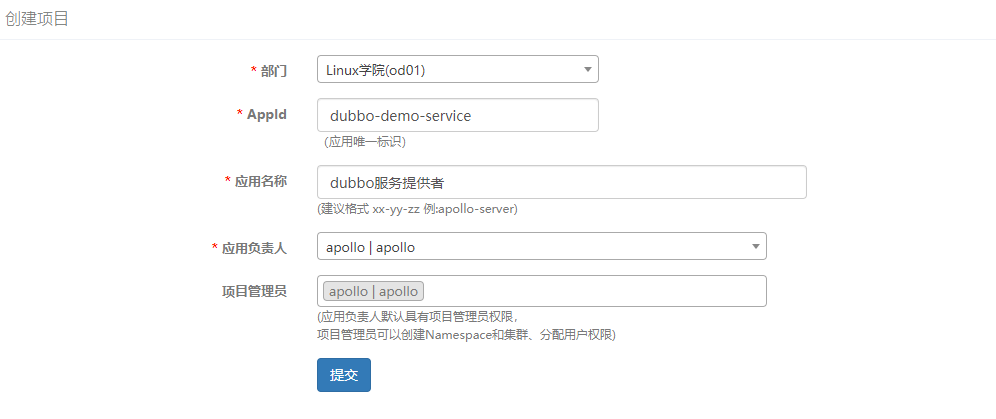 创建项目
* 部门
Linux学院(od01)
* AppId
dubbo-demo-service
(应用唯一标识)
* 应用名称
dubbo服务提供者
(建议格式 xx-yy-zz 例:apollo-server)
* 应用负责人
apollo | apollo
项目管理员
apollo | apollo
(应用负责人默认具有项目管理员权限，
项目管理员可以创建Namespace和集群、分配用户权限)
提交